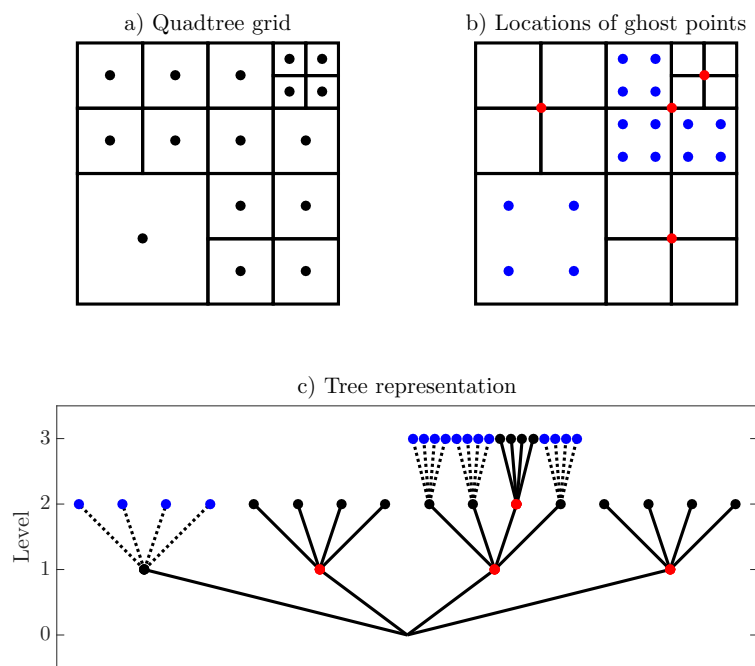 a) Quadtree grid
b) Locations of ghost points
c) Tree representation
3
2
1
0
Level